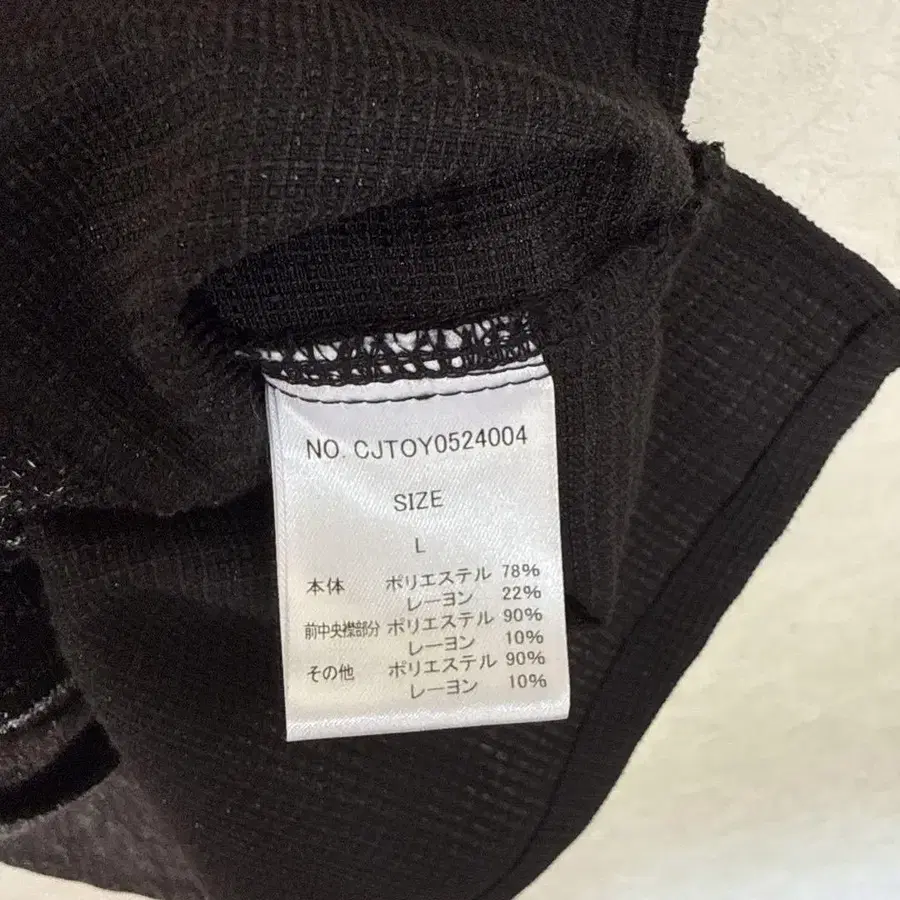 NO. CJTOY0524004
SIZE
L
本体 ポリエステル 78%
レーヨン 22%
前中央襟部分 ポリエステル 90%
レーヨン 10%
その他 ポリエステル 90%
レーヨン 10%